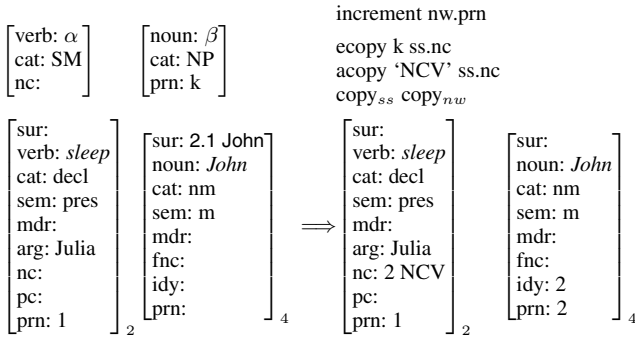 increment nw.prn
verb: α noun: β
cat: SM cat: NP ecopy k ss.nc
nc: prn: k acopy ‘NCV’ ss.nc
copyss copynw
sur: sur: 2.1 John sur: sur:
verb: sleep noun: John verb: sleep noun: John
cat: decl cat: nm cat: decl cat: nm
sem: pres sem: m sem: pres sem: m
mdr: mdr: ⟹ mdr: mdr:
arg: Julia fnc: arg: Julia fnc:
nc: idy: nc: 2 NCV idy: 2
pc: prn: pc: prn: 2
prn: 1 2 4 prn: 1 2 4